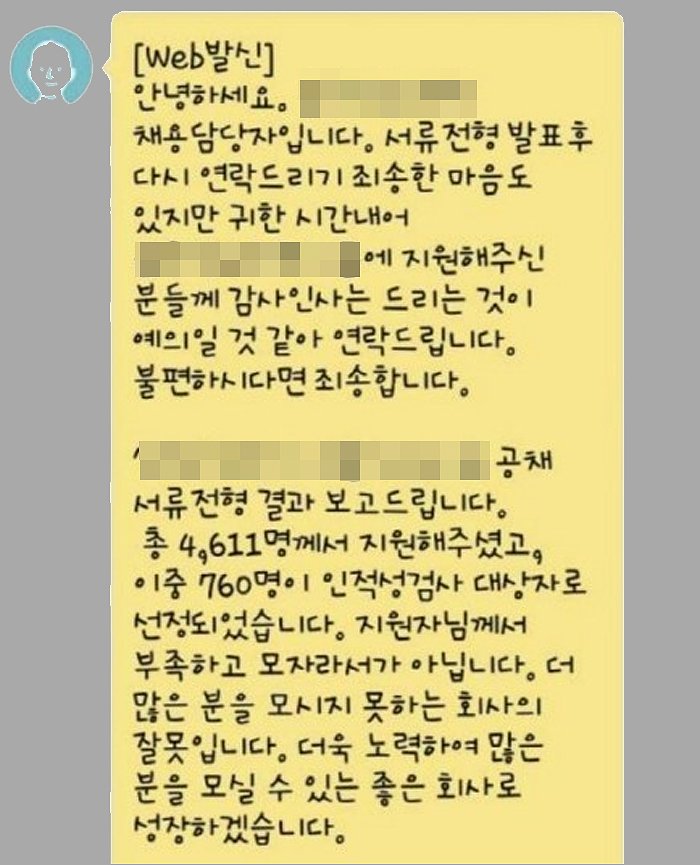 [Web발신]
안녕하세요.
채용담당자입니다. 서류전형 발표후
다시 연락드리기 죄송한 마음도
있지만 귀한 시간내어
에 지원해주신
분들께 감사인사는 드리는 것이
예의일 것 같아 연락드립니다.
불편하시다면 죄송합니다.
공채
서류전형 결과 보고드립니다.
총 4,611명께서 지원해주셨고,
이중 760명이 인적성검사 대상자로
선정되었습니다. 지원자님께서
부족하고 모자라서가 아닙니다. 더
많은 분을 모시지 못하는 회사의
잘못입니다. 더욱 노력하여 많은
분을 모실 수 있는 좋은 회사로
성장하겠습니다.